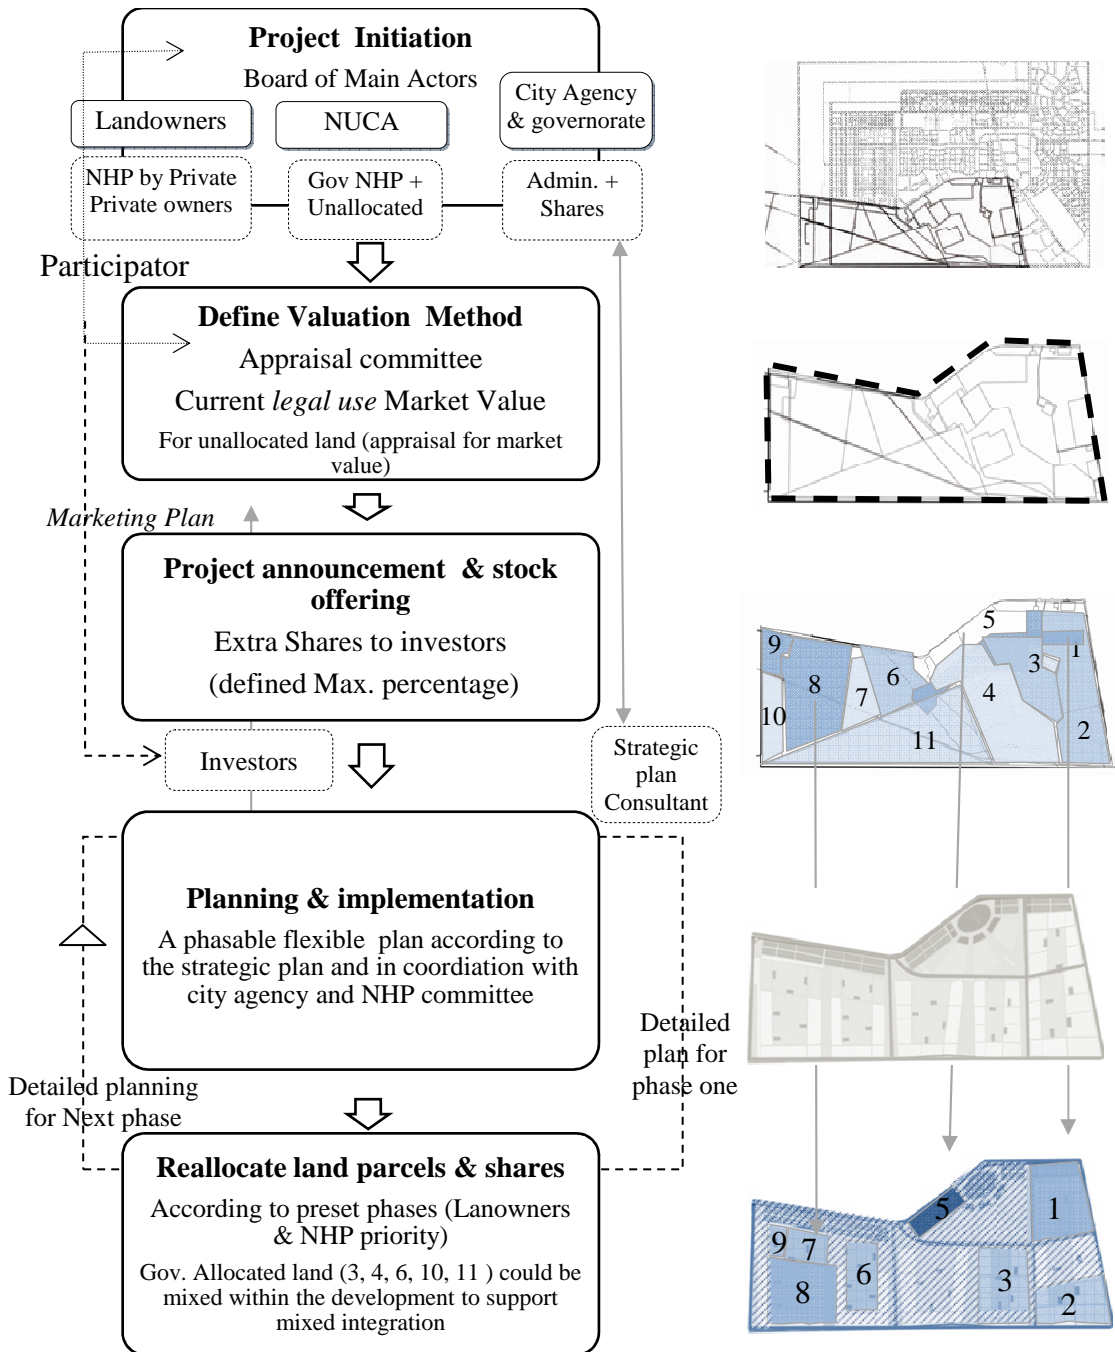 Project Initiation
Board of Main Actors
Landowners
NUCA
City Agency
& governorate
NHP by Private
Private owners
Gov NHP +
Unallocated
Admin. +
Shares
Participator
Define Valuation Method
Appraisal committee
Current legal use Market Value
For unallocated land (appraisal for market
value)
Marketing Plan
Project announcement & stock
offering
Extra Shares to investors
(defined Max. percentage)
Investors
Strategic
plan
Consultant
Planning & implementation
A phasable flexible plan according to
the strategic plan and in coordiation with
city agency and NHP committee
Detailed
plan for
phase one
Detailed planning
for Next phase
Reallocate land parcels & shares
According to preset phases (Lanowners
& NHP priority)
Gov. Allocated land (3, 4, 6, 10, 11 ) could be
mixed within the development to support
mixed integration
5
1
9
3
6
8
7
4
10
2
11
5
1
9
7
6
3
8
2